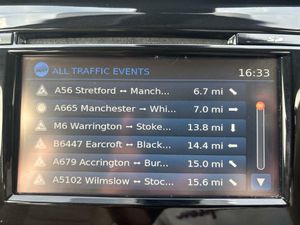 ALL TRAFFIC EVENTS 16:33
A56 Stretford ↔ Manch... 6.7 mi ⬉
A665 Manchester → Whi... 7.0 mi ➡
M6 Warrington ↔ Stoke... 13.8 mi ⬇
B6447 Earcroft ↔ Black... 14.4 mi ⬅
A679 Accrington ↔ Bur... 15.0 mi ⬉
A5102 Wilmslow ↔ Stoc... 15.6 mi ⬉